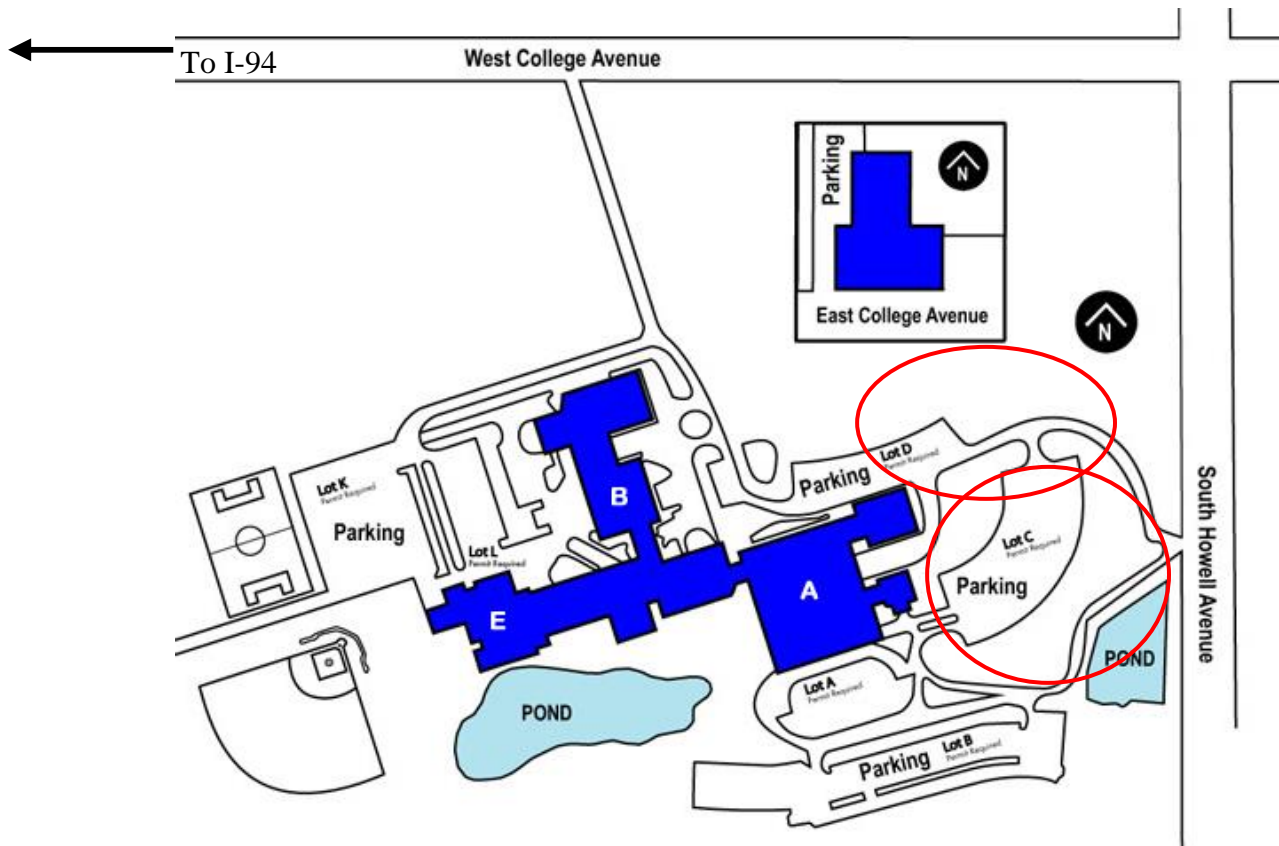 To I-94
West College Avenue
Parking
N
East College Avenue
N
South Howell Avenue
Lot D
Permit Required
Parking
Lot K
Permit Required
Parking
B
Lot L
Permit Required
Lot C
Permit Required
Parking
A
E
POND
Lot A
Permit Required
POND
Lot B
Permit Required
Parking